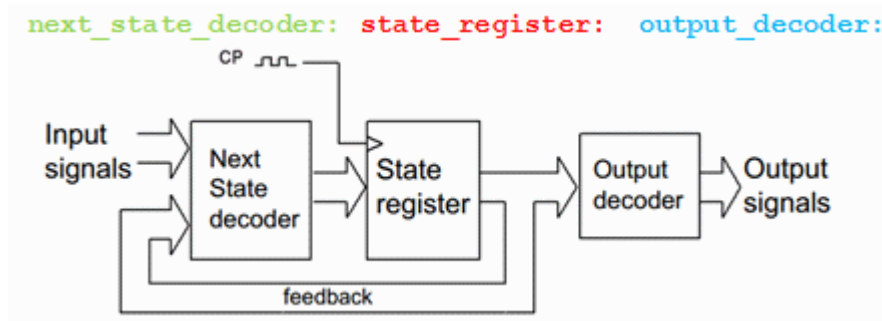 next_state_decoder: state_register: output_decoder:
CP
Input
signals
Next
State
decoder
State
register
Output
decoder
Output
signals
feedback